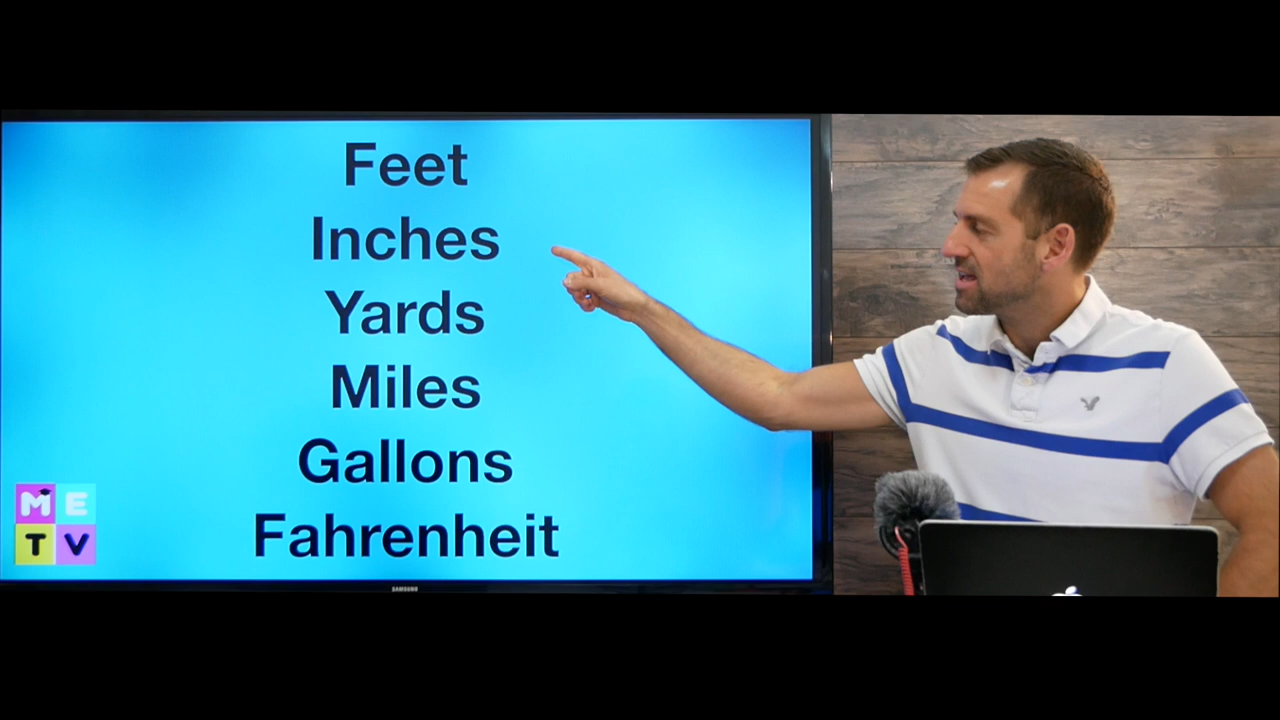 Feet
Inches
Yards
Miles
Gallons
Fahrenheit
M E
T V
SAMSUNG